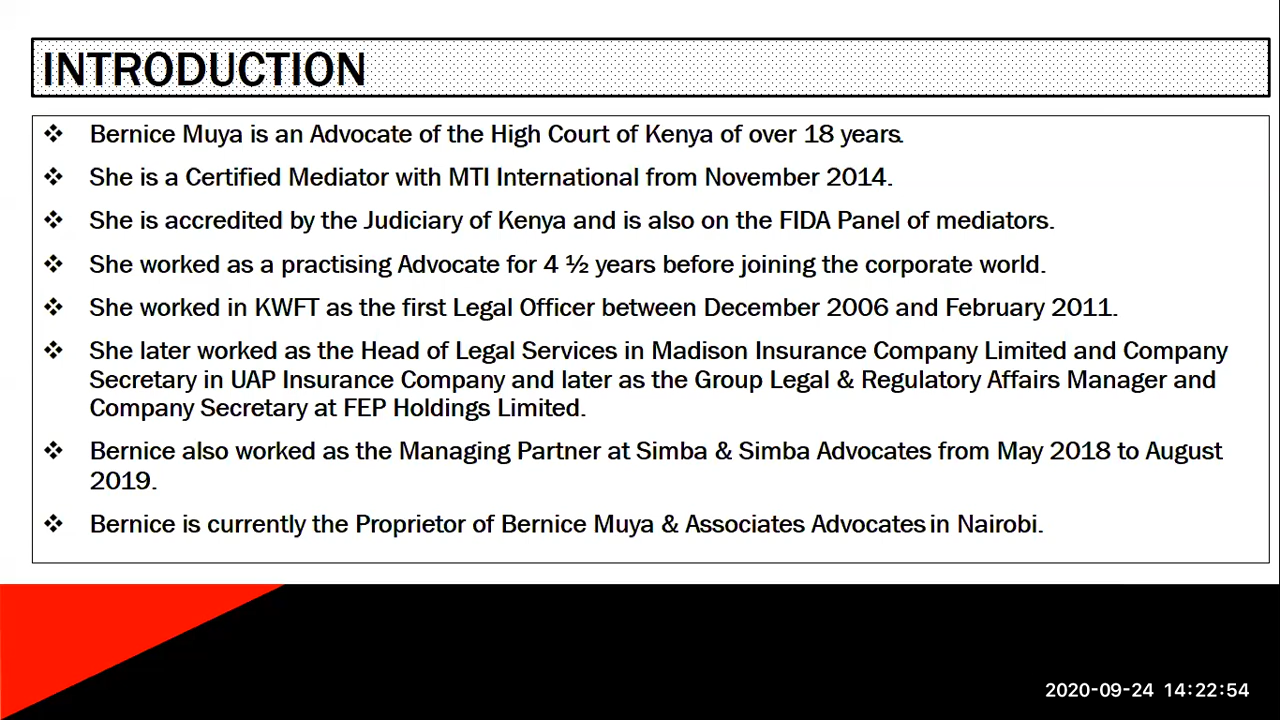 INTRODUCTION
❖ Bernice Muya is an Advocate of the High Court of Kenya of over 18 years.
❖ She is a Certified Mediator with MTI International from November 2014.
❖ She is accredited by the Judiciary of Kenya and is also on the FIDA Panel of mediators.
❖ She worked as a practising Advocate for 4 ½ years before joining the corporate world.
❖ She worked in KWFT as the first Legal Officer between December 2006 and February 2011.
❖ She later worked as the Head of Legal Services in Madison Insurance Company Limited and Company
Secretary in UAP Insurance Company and later as the Group Legal & Regulatory Affairs Manager and
Company Secretary at FEP Holdings Limited.
❖ Bernice also worked as the Managing Partner at Simba & Simba Advocates from May 2018 to August
2019.
❖ Bernice is currently the Proprietor of Bernice Muya & Associates Advocates in Nairobi.
2020-09-24 14:22:54